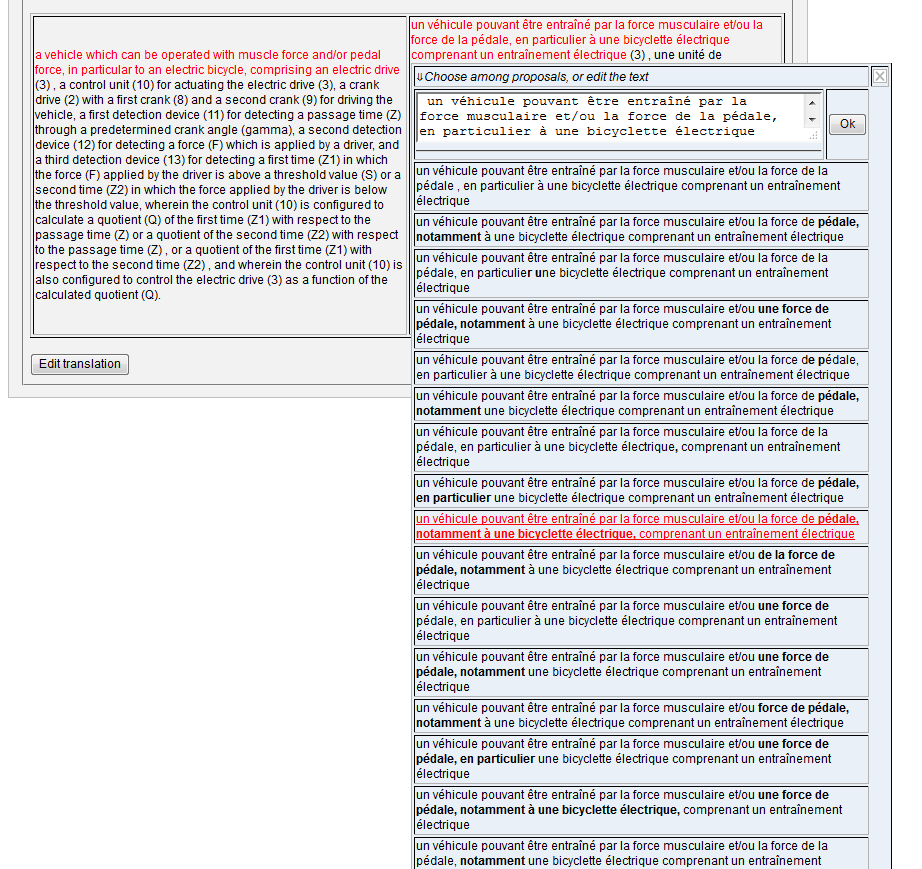 a vehicle which can be operated with muscle force and/or pedal
force, in particular to an electric bicycle, comprising an electric drive
(3) , a control unit (10) for actuating the electric drive (3), a crank
drive (2) with a first crank (8) and a second crank (9) for driving the
vehicle, a first detection device (11) for detecting a passage time (Z)
through a predetermined crank angle (gamma), a second detection
device (12) for detecting a force (F) which is applied by a driver, and
a third detection device (13) for detecting a first time (Z1) in which
the force (F) applied by the driver is above a threshold value (S) or a
second time (Z2) in which the force applied by the driver is below
the threshold value, wherein the control unit (10) is configured to
calculate a quotient (Q) of the first time (Z1) with respect to the
passage time (Z) or a quotient of the second time (Z2) with respect
to the passage time (Z) , or a quotient of the first time (Z1) with
respect to the second time (Z2) , and wherein the control unit (10) is
also configured to control the electric drive (3) as a function of the
calculated quotient (Q).
Edit translation
un véhicule pouvant être entraîné par la force musculaire et/ou la
force de la pédale, en particulier à une bicyclette électrique
comprenant un entraînement électrique (3) , une unité de
⇓Choose among proposals, or edit the text
un véhicule pouvant être entraîné par la
force musculaire et/ou la force de la pédale,
en particulier à une bicyclette électrique
Ok
un véhicule pouvant être entraîné par la force musculaire et/ou la force de la
pédale , en particulier à une bicyclette électrique comprenant un entraînement
électrique
un véhicule pouvant être entraîné par la force musculaire et/ou la force de pédale,
notamment à une bicyclette électrique comprenant un entraînement électrique
un véhicule pouvant être entraîné par la force musculaire et/ou la force de la
pédale, en particulier une bicyclette électrique comprenant un entraînement
électrique
un véhicule pouvant être entraîné par la force musculaire et/ou une force de
pédale, notamment à une bicyclette électrique comprenant un entraînement
électrique
un véhicule pouvant être entraîné par la force musculaire et/ou la force de pédale,
en particulier à une bicyclette électrique comprenant un entraînement électrique
un véhicule pouvant être entraîné par la force musculaire et/ou la force de pédale,
notamment une bicyclette électrique comprenant un entraînement électrique
un véhicule pouvant être entraîné par la force musculaire et/ou la force de la
pédale, en particulier à une bicyclette électrique, comprenant un entraînement
électrique
un véhicule pouvant être entraîné par la force musculaire et/ou la force de pédale,
en particulier une bicyclette électrique comprenant un entraînement électrique
un véhicule pouvant être entraîné par la force musculaire et/ou la force de pédale,
notamment à une bicyclette électrique, comprenant un entraînement électrique
un véhicule pouvant être entraîné par la force musculaire et/ou de la force de
pédale, notamment à une bicyclette électrique comprenant un entraînement
électrique
un véhicule pouvant être entraîné par la force musculaire et/ou une force de
pédale, en particulier à une bicyclette électrique comprenant un entraînement
électrique
un véhicule pouvant être entraîné par la force musculaire et/ou une force de
pédale, notamment une bicyclette électrique comprenant un entraînement
électrique
un véhicule pouvant être entraîné par la force musculaire et/ou force de pédale,
notamment à une bicyclette électrique comprenant un entraînement électrique
un véhicule pouvant être entraîné par la force musculaire et/ou une force de
pédale, en particulier une bicyclette électrique comprenant un entraînement
électrique
un véhicule pouvant être entraîné par la force musculaire et/ou une force de
pédale, notamment à une bicyclette électrique, comprenant un entraînement
électrique
un véhicule pouvant être entraîné par la force musculaire et/ou la force de la
pédale, notamment une bicyclette électrique comprenant un entraînement